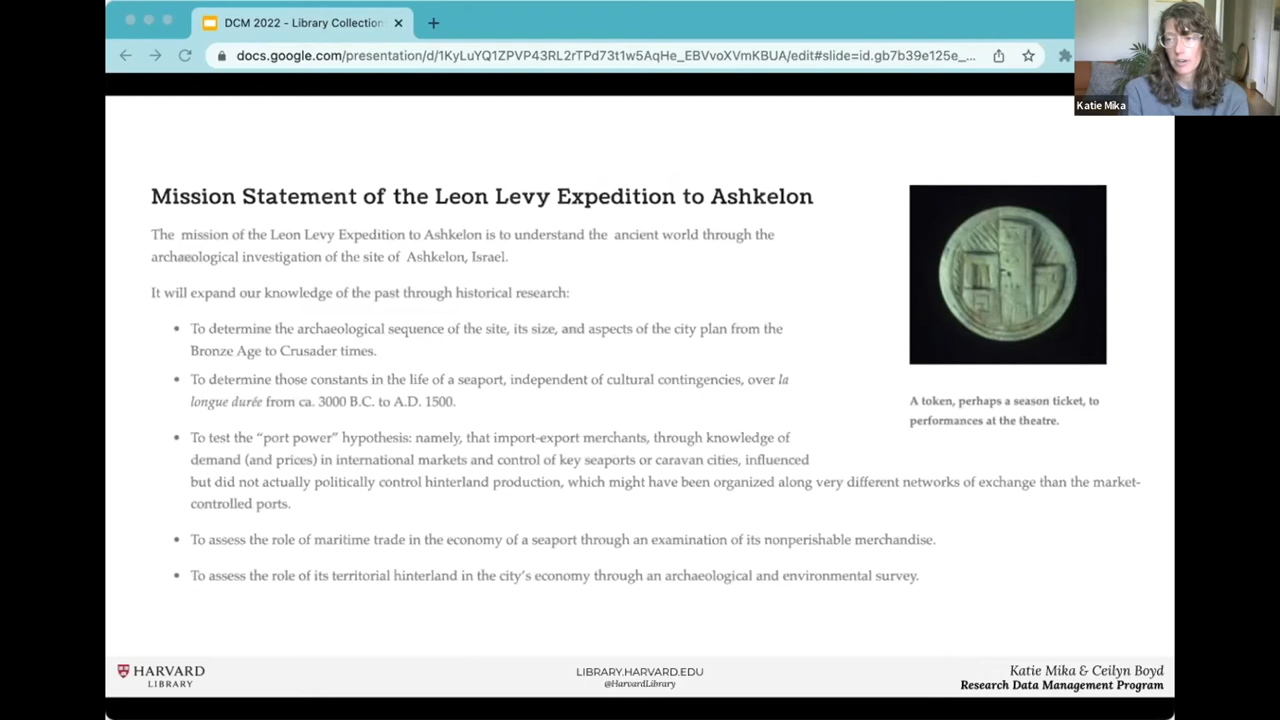 DCM 2022 - Library Collection
docs.google.com/presentation/d/1KyLuYQ1ZPVP43RL2rTPd73t1w5AqHe_EBVvoXVmKBUA/edit#slide=id.gb7b39e125e_...
Katie Mika
Mission Statement of the Leon Levy Expedition to Ashkelon
The mission of the Leon Levy Expedition to Ashkelon is to understand the ancient world through the
archaeological investigation of the site of Ashkelon, Israel.
It will expand our knowledge of the past through historical research:
• To determine the archaeological sequence of the site, its size, and aspects of the city plan from the
Bronze Age to Crusader times.
• To determine those constants in the life of a seaport, independent of cultural contingencies, over la
longue durée from ca. 3000 B.C. to A.D. 1500.
• To test the “port power” hypothesis: namely, that import-export merchants, through knowledge of
demand (and prices) in international markets and control of key seaports or caravan cities, influenced
but did not actually politically control hinterland production, which might have been organized along very different networks of exchange than the market-
controlled ports.
• To assess the role of maritime trade in the economy of a seaport through an examination of its nonperishable merchandise.
• To assess the role of its territorial hinterland in the city’s economy through an archaeological and environmental survey.
A token, perhaps a season ticket, to
performances at the theatre.
HARVARD
LIBRARY
LIBRARY.HARVARD.EDU
@HarvardLibrary
Katie Mika & Ceilyn Boyd
Research Data Management Program